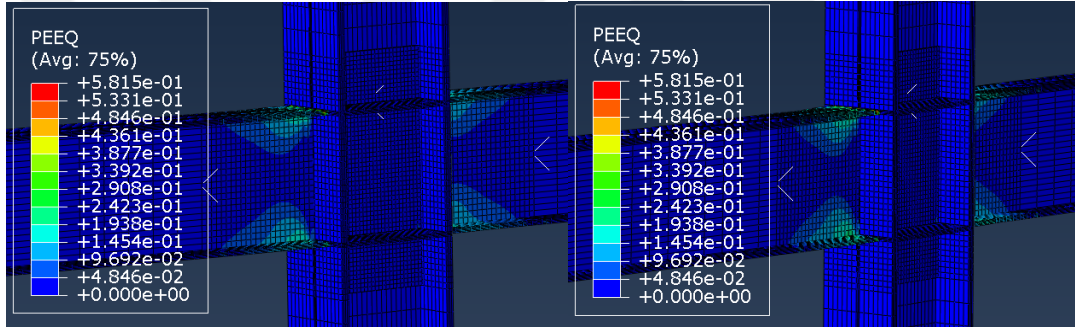 PEEQ
(Avg: 75%)
+5.815e-01
+5.331e-01
+4.846e-01
+4.361e-01
+3.877e-01
+3.392e-01
+2.908e-01
+2.423e-01
+1.938e-01
+1.454e-01
+9.692e-02
+4.846e-02
+0.000e+00
PEEQ
(Avg: 75%)
+5.815e-01
+5.331e-01
+4.846e-01
+4.361e-01
+3.877e-01
+3.392e-01
+2.908e-01
+2.423e-01
+1.938e-01
+1.454e-01
+9.692e-02
+4.846e-02
+0.000e+00